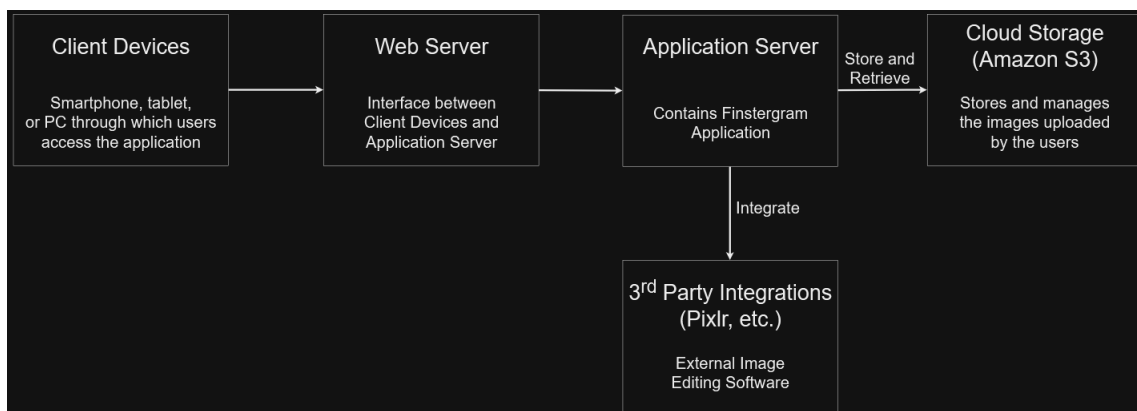 Client Devices
Smartphone, tablet,
or PC through which users
access the application
Web Server
Interface between
Client Devices and
Application Server
Application Server
Contains Finstergram
Application
Store and
Retrieve
Cloud Storage
(Amazon S3)
Stores and manages
the images uploaded
by the users
Integrate
3rd Party Integrations
(Pixlr, etc.)
External Image
Editing Software